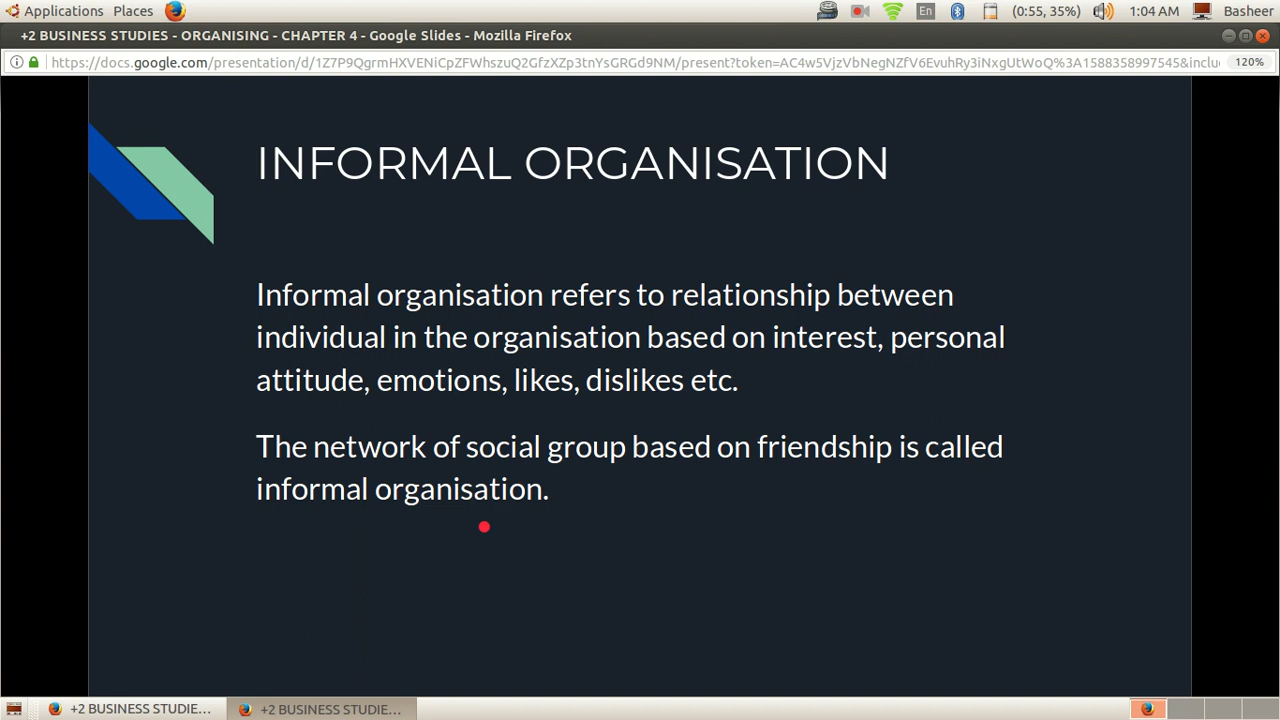 Applications Places En (0:55, 35%) 1:04 AM Basheer
+2 BUSINESS STUDIES - ORGANISING - CHAPTER 4 - Google Slides - Mozilla Firefox
https://docs.google.com/presentation/d/1Z7P9QgrmHXVENiCpZFWhszuQ2GfzXZp3tnYsGRGd9NM/present?token=AC4w5VjzVbNegNZfV6EvuhRy3iNxgUtWoQ%3A1588358997545&inclu 120%
INFORMAL ORGANISATION
Informal organisation refers to relationship between
individual in the organisation based on interest, personal
attitude, emotions, likes, dislikes etc.
The network of social group based on friendship is called
informal organisation.
+2 BUSINESS STUDIE... +2 BUSINESS STUDIE...